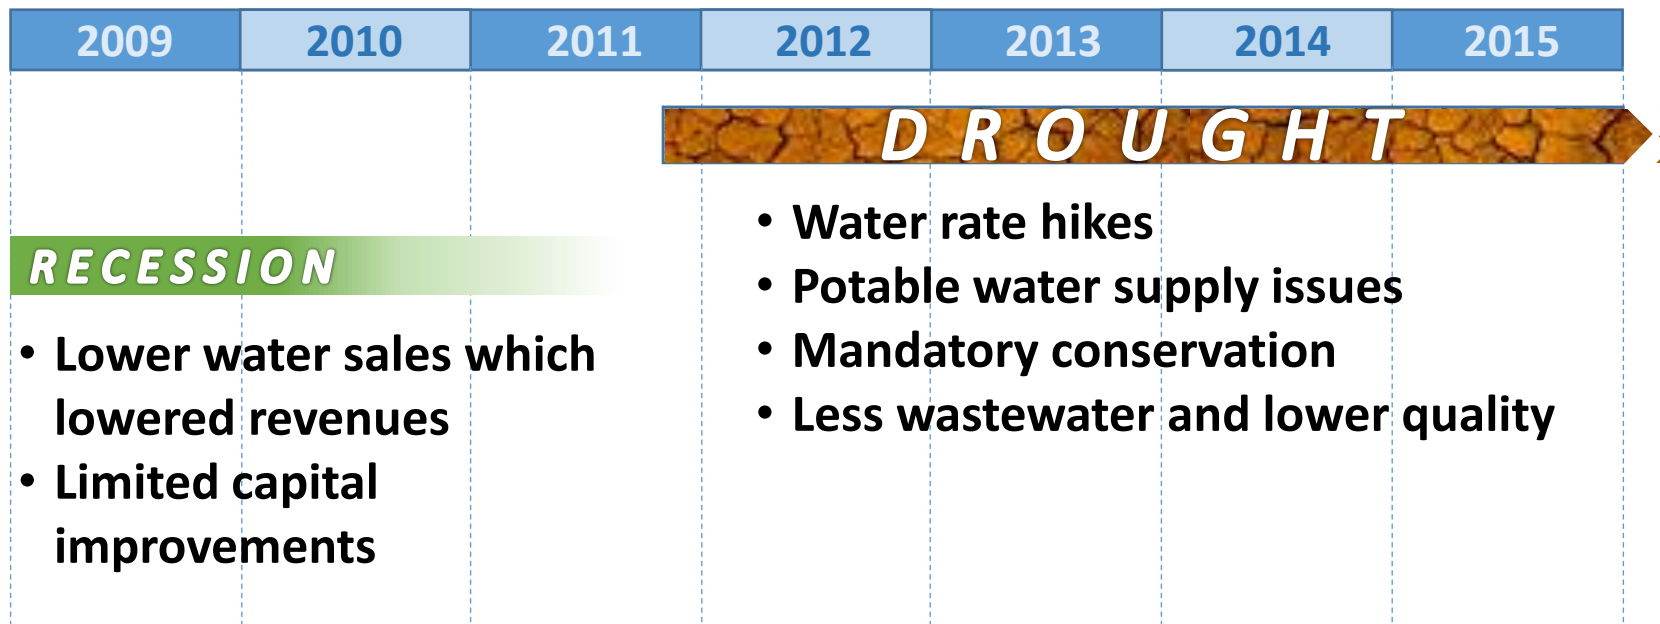 2009 2010 2011 2012 2013 2014 2015
DROUGHT
• Water rate hikes
• Potable water supply issues
• Mandatory conservation
• Less wastewater and lower quality
RECESSION
• Lower water sales which
lowered revenues
• Limited capital
improvements